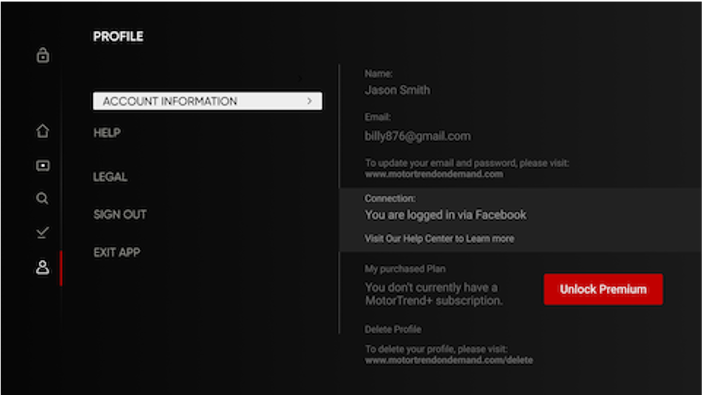 PROFILE
ACCOUNT INFORMATION
HELP
LEGAL
SIGN OUT
EXIT APP
Name:
Jason Smith
Email:
billy876@gmail.com
To update your email and password, please visit:
www.motortrendondemand.com
Connection:
You are logged in via Facebook
Visit Our Help Center to Learn more
My purchased Plan
You don't currently have a
MotorTrend+ subscription.
Unlock Premium
Delete Profile
To delete your profile, please visit:
www.motortrendondemand.com/delete